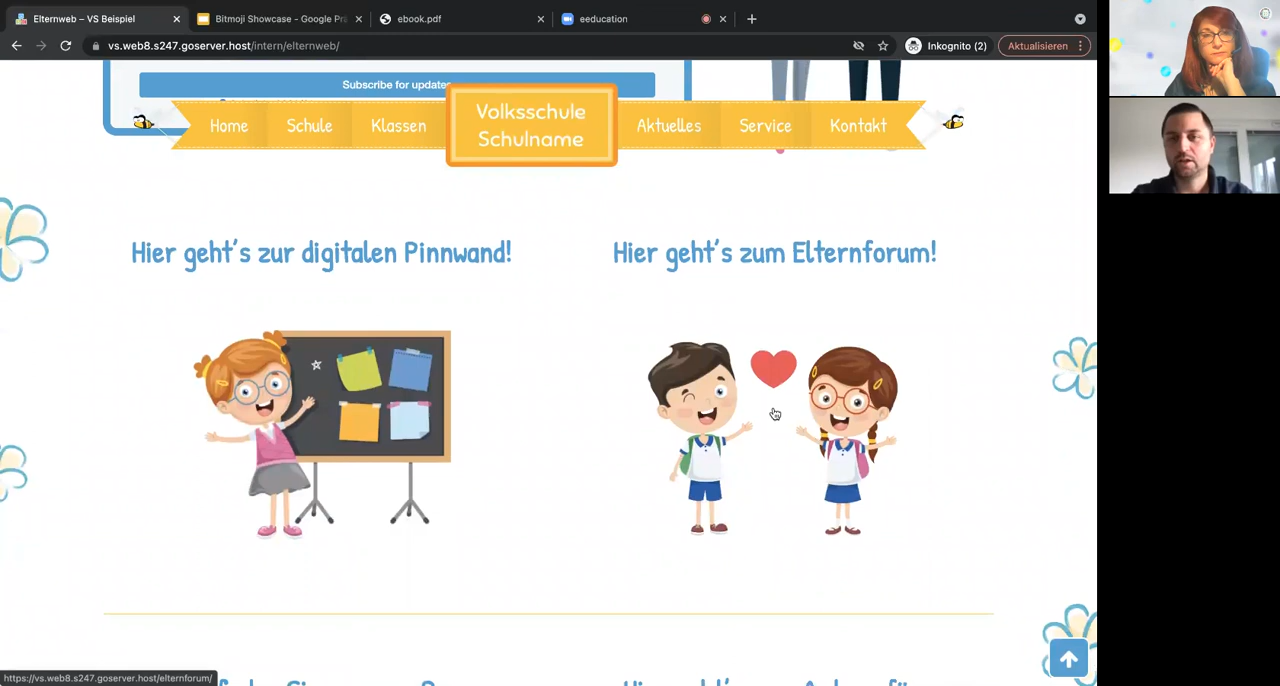 Elternweb – VS Beispiel
Bitmoji Showcase - Google Prä
ebook.pdf
eeducation
vs.web8.s247.goserver.host/intern/elternweb/
Inkognito (2)
Aktualisieren
Subscribe for updates
Home
Schule
Klassen
Volksschule
Schulname
Aktuelles
Service
Kontakt
Hier geht's zur digitalen Pinnwand!
Hier geht's zum Elternforum!
https://vs.web8.s247.goserver.host/elternforum/